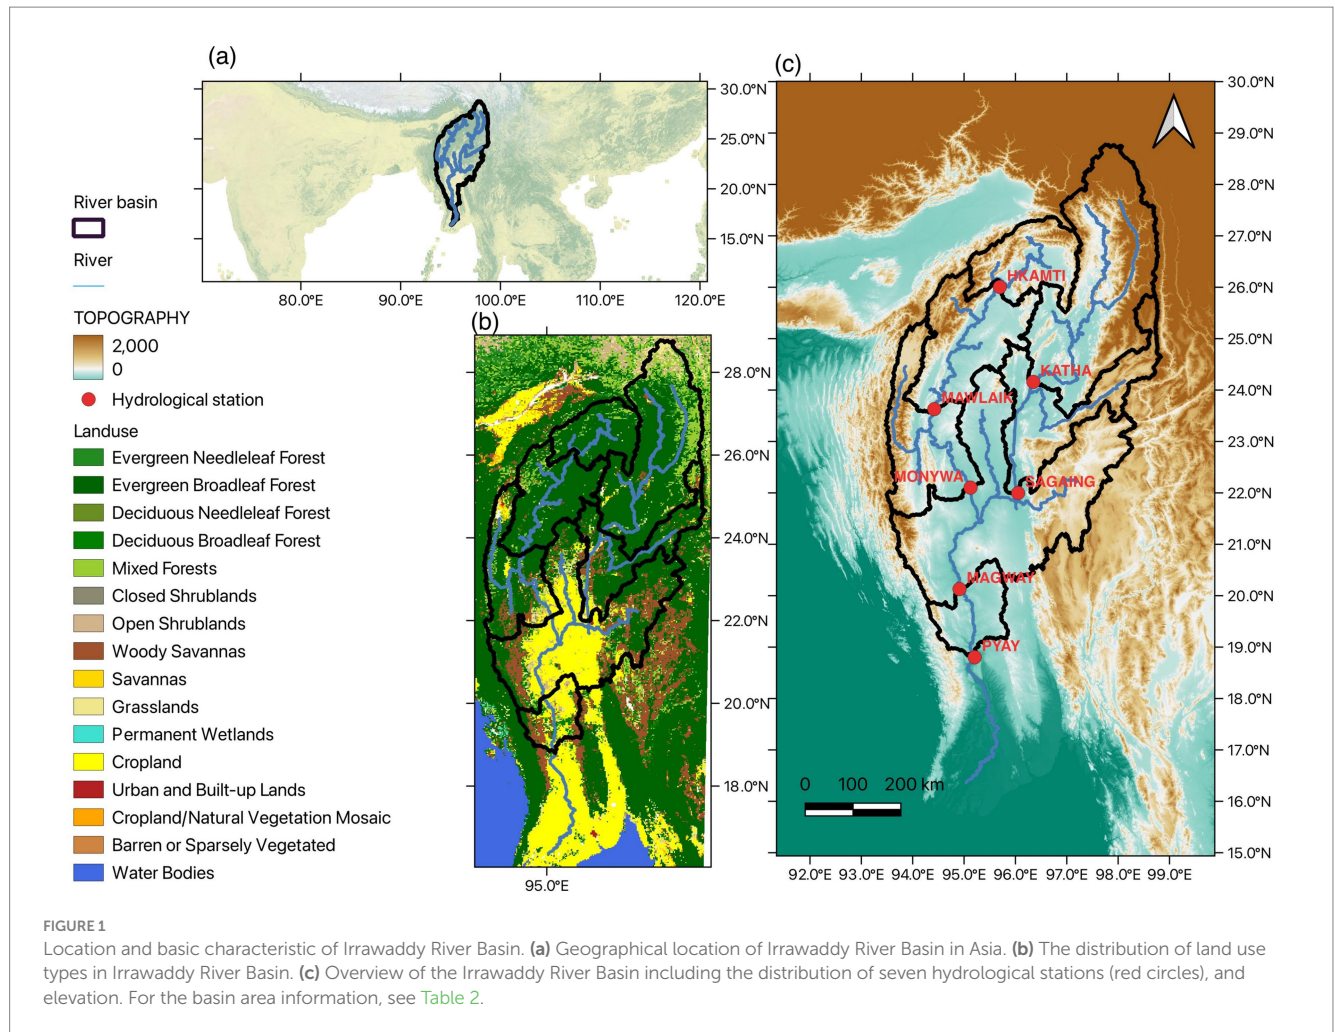 (a)
30.0°N
25.0°N
20.0°N
15.0°N
80.0°E 90.0°E 100.0°E 110.0°E 120.0°E
River basin
River
TOPOGRAPHY
2,000
0
Hydrological station
Landuse
Evergreen Needleleaf Forest
Evergreen Broadleaf Forest
Deciduous Needleleaf Forest
Deciduous Broadleaf Forest
Mixed Forests
Closed Shrublands
Open Shrublands
Woody Savannas
Savannas
Grasslands
Permanent Wetlands
Cropland
Urban and Built-up Lands
Cropland/Natural Vegetation Mosaic
Barren or Sparsely Vegetated
Water Bodies
(b)
28.0°N
26.0°N
24.0°N
22.0°N
20.0°N
18.0°N
95.0°E
(c)
30.0°N
29.0°N
28.0°N
27.0°N
26.0°N
25.0°N
24.0°N
23.0°N
22.0°N
21.0°N
20.0°N
19.0°N
18.0°N
17.0°N
16.0°N
15.0°N
HKAMTI
KATHA
MAWLAIK
MONYWA
SAGAING
MAGWAY
PYAY
0 100 200 km
92.0°E 93.0°E 94.0°E 95.0°E 96.0°E 97.0°E 98.0°E 99.0°E
FIGURE 1
Location and basic characteristic of Irrawaddy River Basin. (a) Geographical location of Irrawaddy River Basin in Asia. (b) The distribution of land use
types in Irrawaddy River Basin. (c) Overview of the Irrawaddy River Basin including the distribution of seven hydrological stations (red circles), and
elevation. For the basin area information, see Table 2.